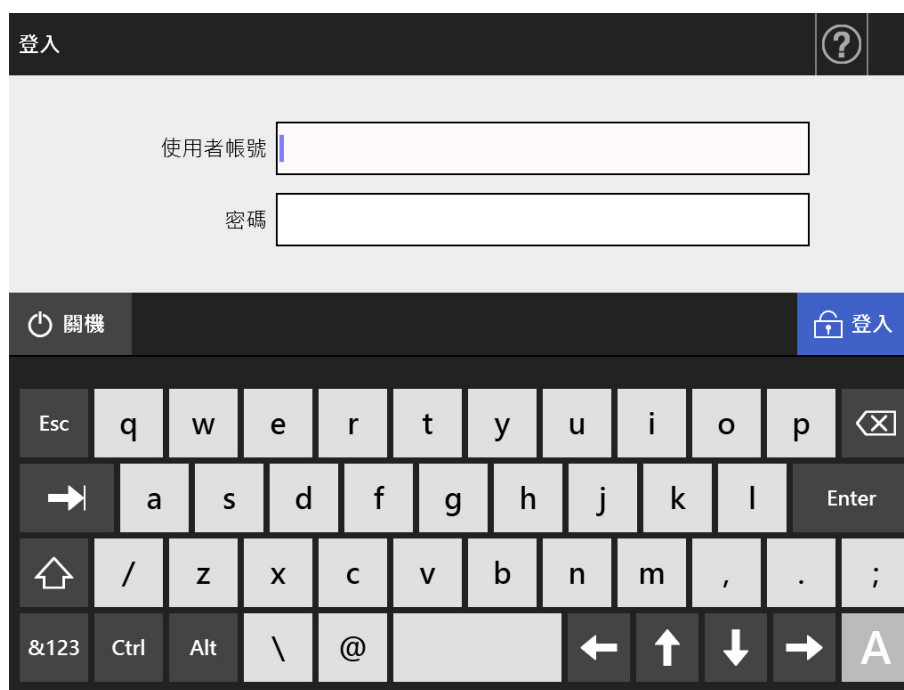 登入
?
使用者帳號
密碼
關機
登入
Esc q w e r t y u i o p
a s d f g h j k l Enter
/ z x c v b n m , . ;
&123 Ctrl Alt \ @ A